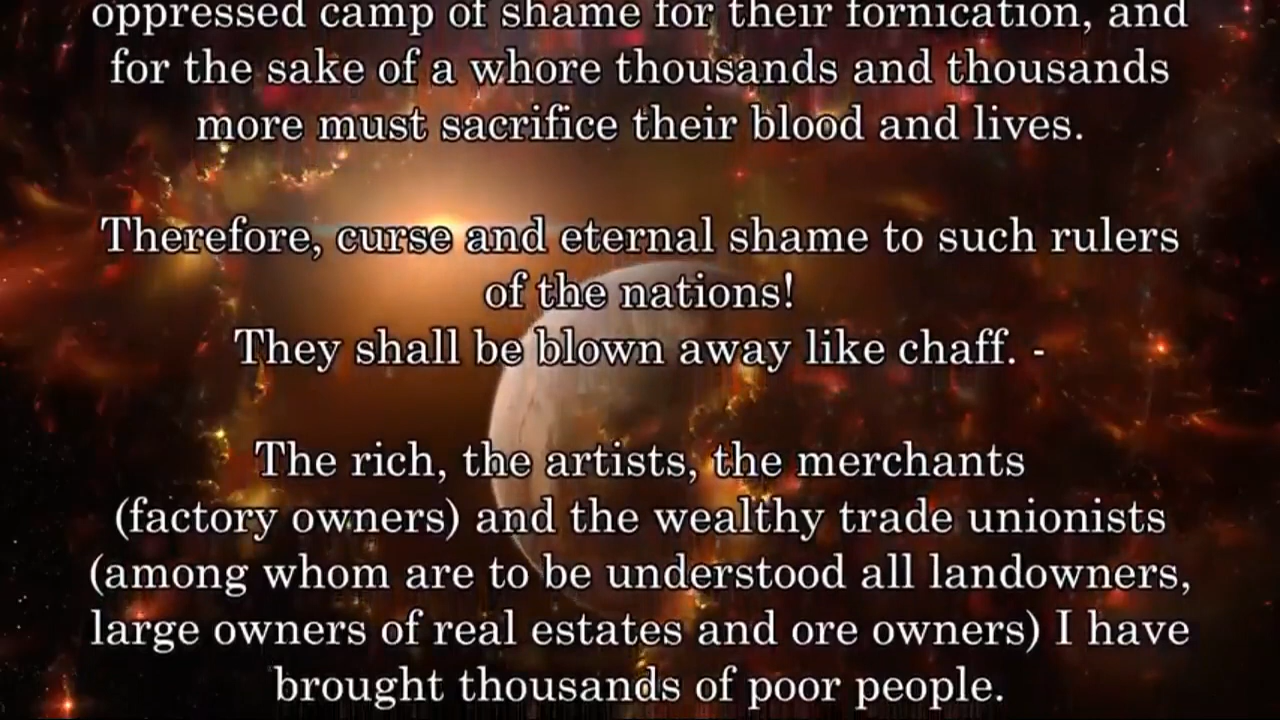 oppressed camp of shame for their fornication, and
for the sake of a whore thousands and thousands
more must sacrifice their blood and lives.
Therefore, curse and eternal shame to such rulers
of the nations!
They shall be blown away like chaff. -
The rich, the artists, the merchants
(factory owners) and the wealthy trade unionists
(among whom are to be understood all landowners,
large owners of real estates and ore owners) I have
brought thousands of poor people.